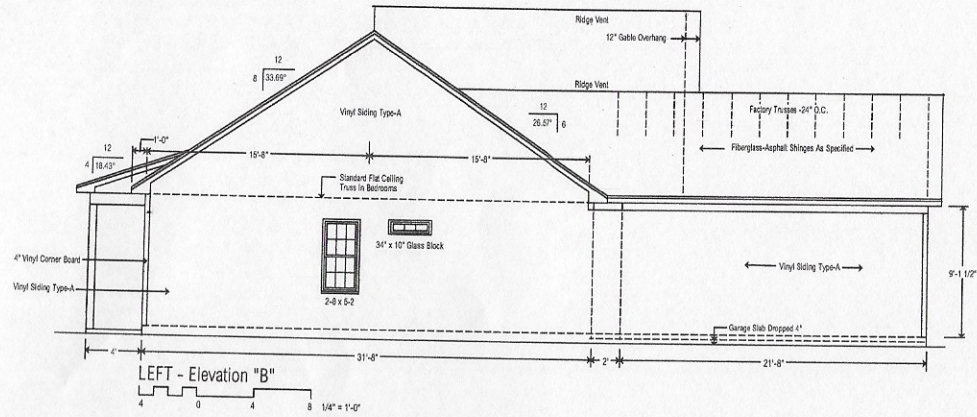 Ridge Vent
12" Gable Overhang
12
8
33.69°
Ridge Vent
12
26.57°
6
Factory Trusses -24" O.C.
Vinyl Siding Type-A
Fiberglass-Asphalt Shinges As Specified
1'-0"
12
4
18.43°
15'-8"
15'-8"
Standard Flat Ceiling
Truss In Bedrooms
34" x 10" Glass Block
4" Vinyl Corner Board
Vinyl Siding Type-A
Vinyl Siding Type-A
9'-1 1/2"
2-8 x 5-2
Garage Slab Dropped 4"
4'
31'-8"
2'
21'-8"
LEFT - Elevation "B"
4 0 4 8
1/4" = 1'-0"